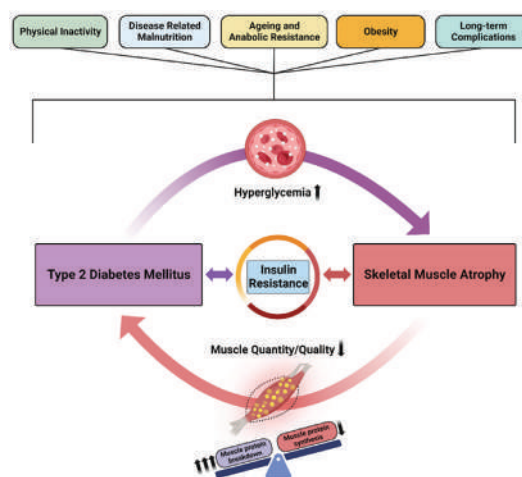 Physical Inactivity
Disease Related
Malnutrition
Ageing and
Anabolic Resistance
Obesity
Long-term
Complications
Hyperglycemia
Type 2 Diabetes Mellitus
Insulin
Resistance
Skeletal Muscle Atrophy
Muscle Quantity/Quality
Muscle protein
breakdown
Muscle protein
synthesis